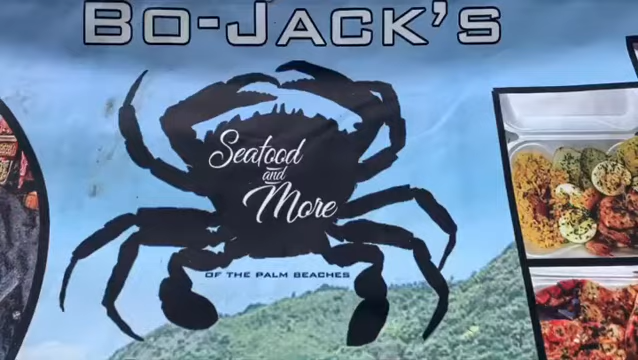 BO-JACK'S
Seafood
and
More
OF THE PALM BEACHES